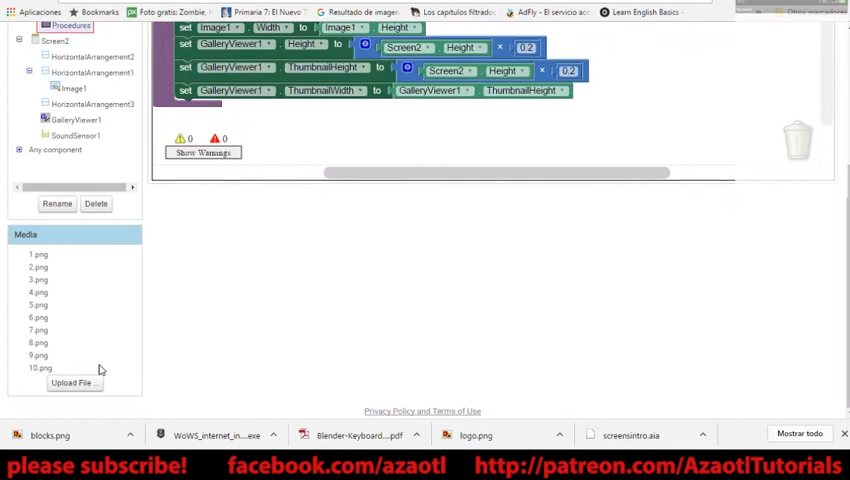 Aplicaciones Bookmarks Foto gratis: Zombie, H Primaria 7: El Nuevo T Resultado de imagen Los capítulos filtrados AdFly - El servicio ac Learn English Basics - Otros marcadores
Procedures
Screen2
HorizontalArrangement2
HorizontalArrangement1
Image1
HorizontalArrangement3
GalleryViewer1
SoundSensor1
Any component
Rename Delete
set Image1 . Width to Image1 . Height
set GalleryViewer1 . Height to Screen2 . Height × 0.2
set GalleryViewer1 . ThumbnailHeight to Screen2 . Height × 0.2
set GalleryViewer1 . ThumbnailWidth to GalleryViewer1 . ThumbnailHeight
0 0
Show Warnings
Media
1.png
2.png
3.png
4.png
5.png
6.png
7.png
8.png
9.png
10.png
Upload File ...
Privacy Policy and Terms of Use
blocks.png WoWS_internet_in....exe Blender-Keyboard....pdf logo.png screensintro.aia Mostrar todo
please subscribe! facebook.com/azaotl http://patreon.com/AzaotlTutorials